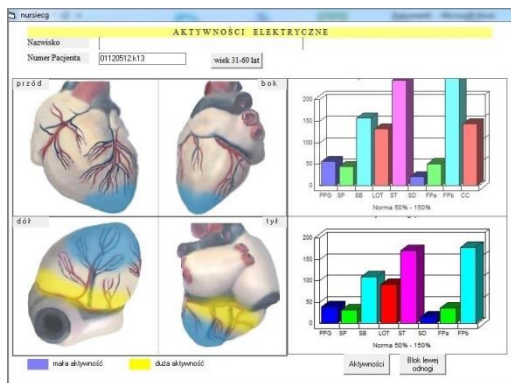 nursiecg
AKTYWNOŚCI ELEKTRYCZNE
Nazwisko
Numer Pacjenta 01120512.k13 wiek 31-60 lat
przód bok
200
150
100
50
0
PPG SP SB LOT ST SD FPa FPb CC
Norma 50% - 150%
dół tył
200
150
100
50
0
PPG SP SB LOT ST SD FPa FPb
Norma 50% - 150%
mała aktywność duża aktywność
Aktywności
Blok lewej
odnogi